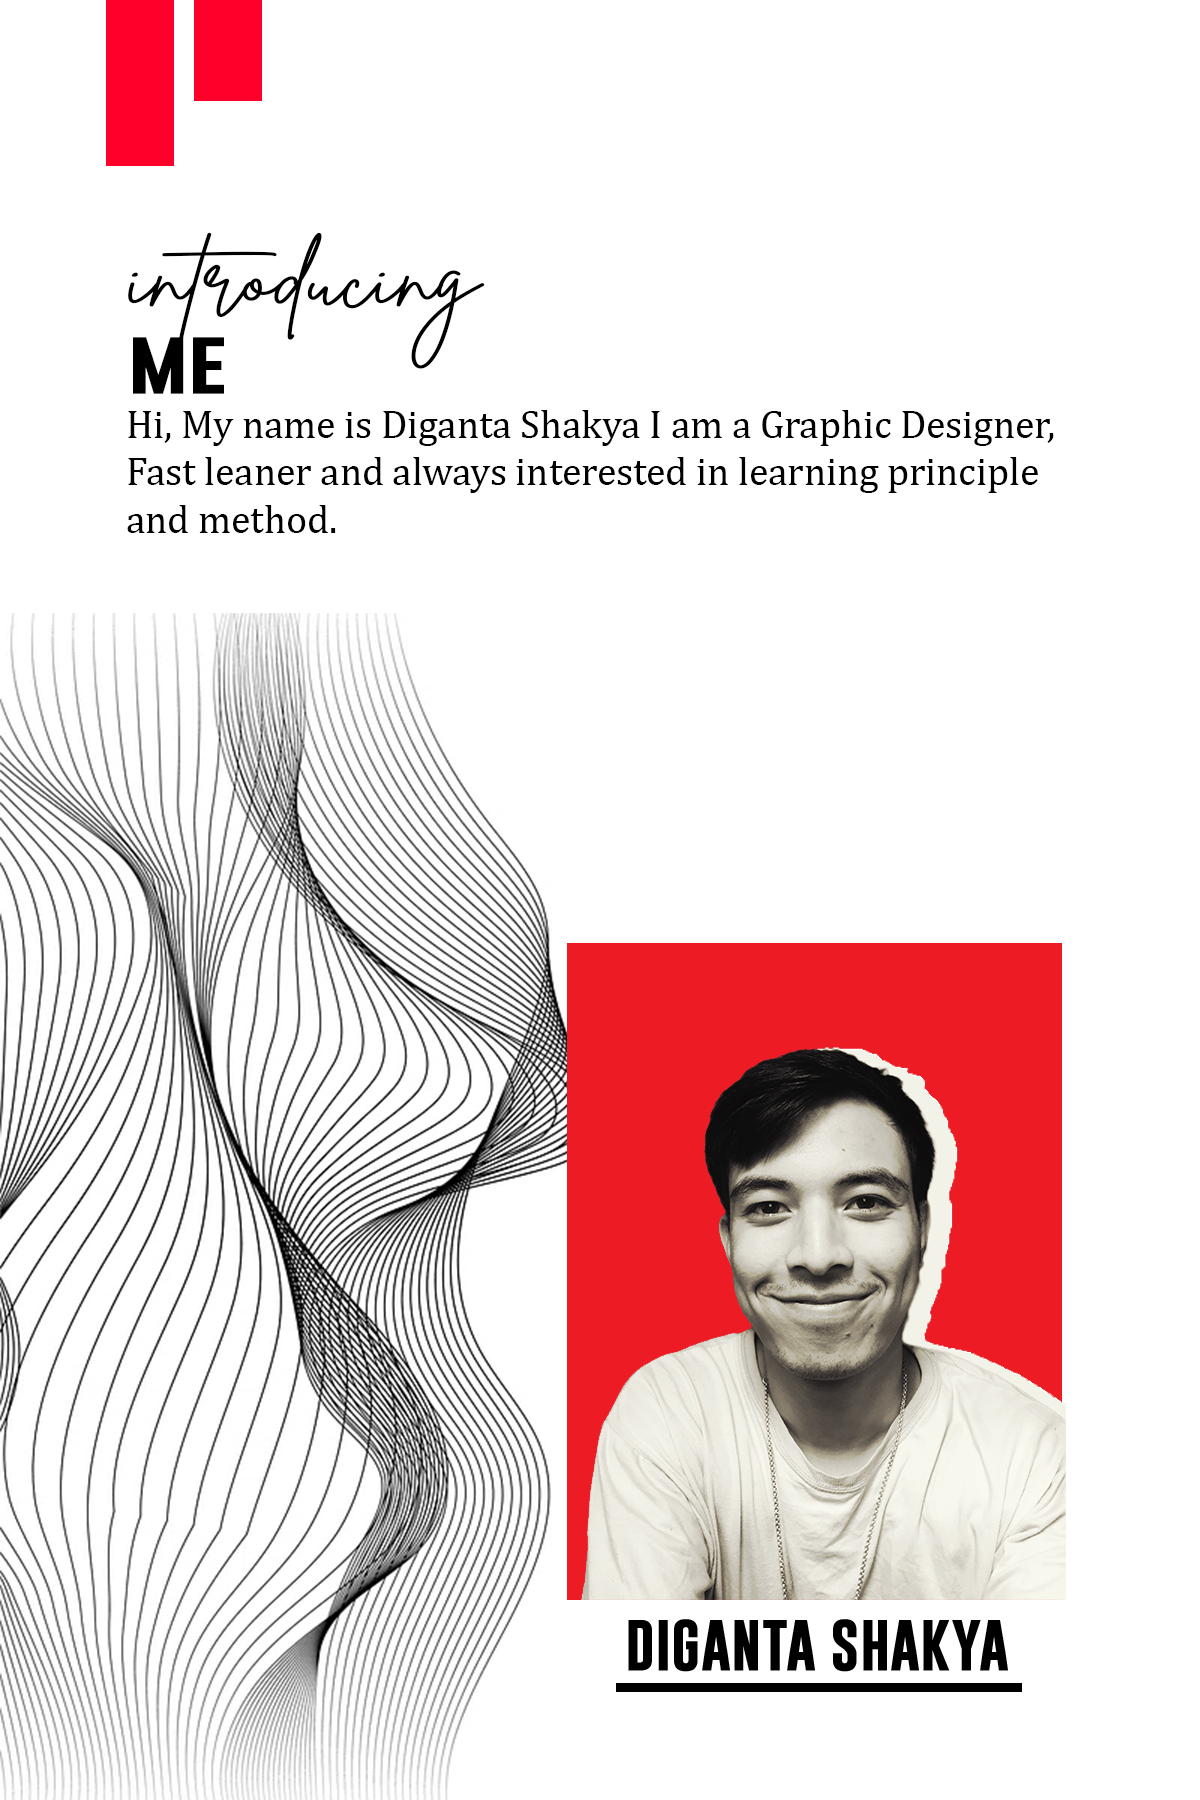 introducing
ME
Hi, My name is Diganta Shakya I am a Graphic Designer,
Fast leaner and always interested in learning principle
and method.
DIGANTA SHAKYA